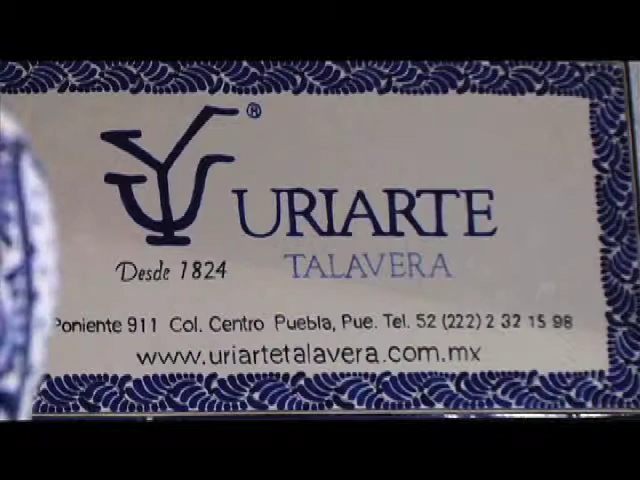 ®
URIARTE
TALAVERA
Desde 1824
Poniente 911 Col. Centro Puebla, Pue. Tel. 52 (222) 2 32 15 98
www.uriartetalavera.com.mx